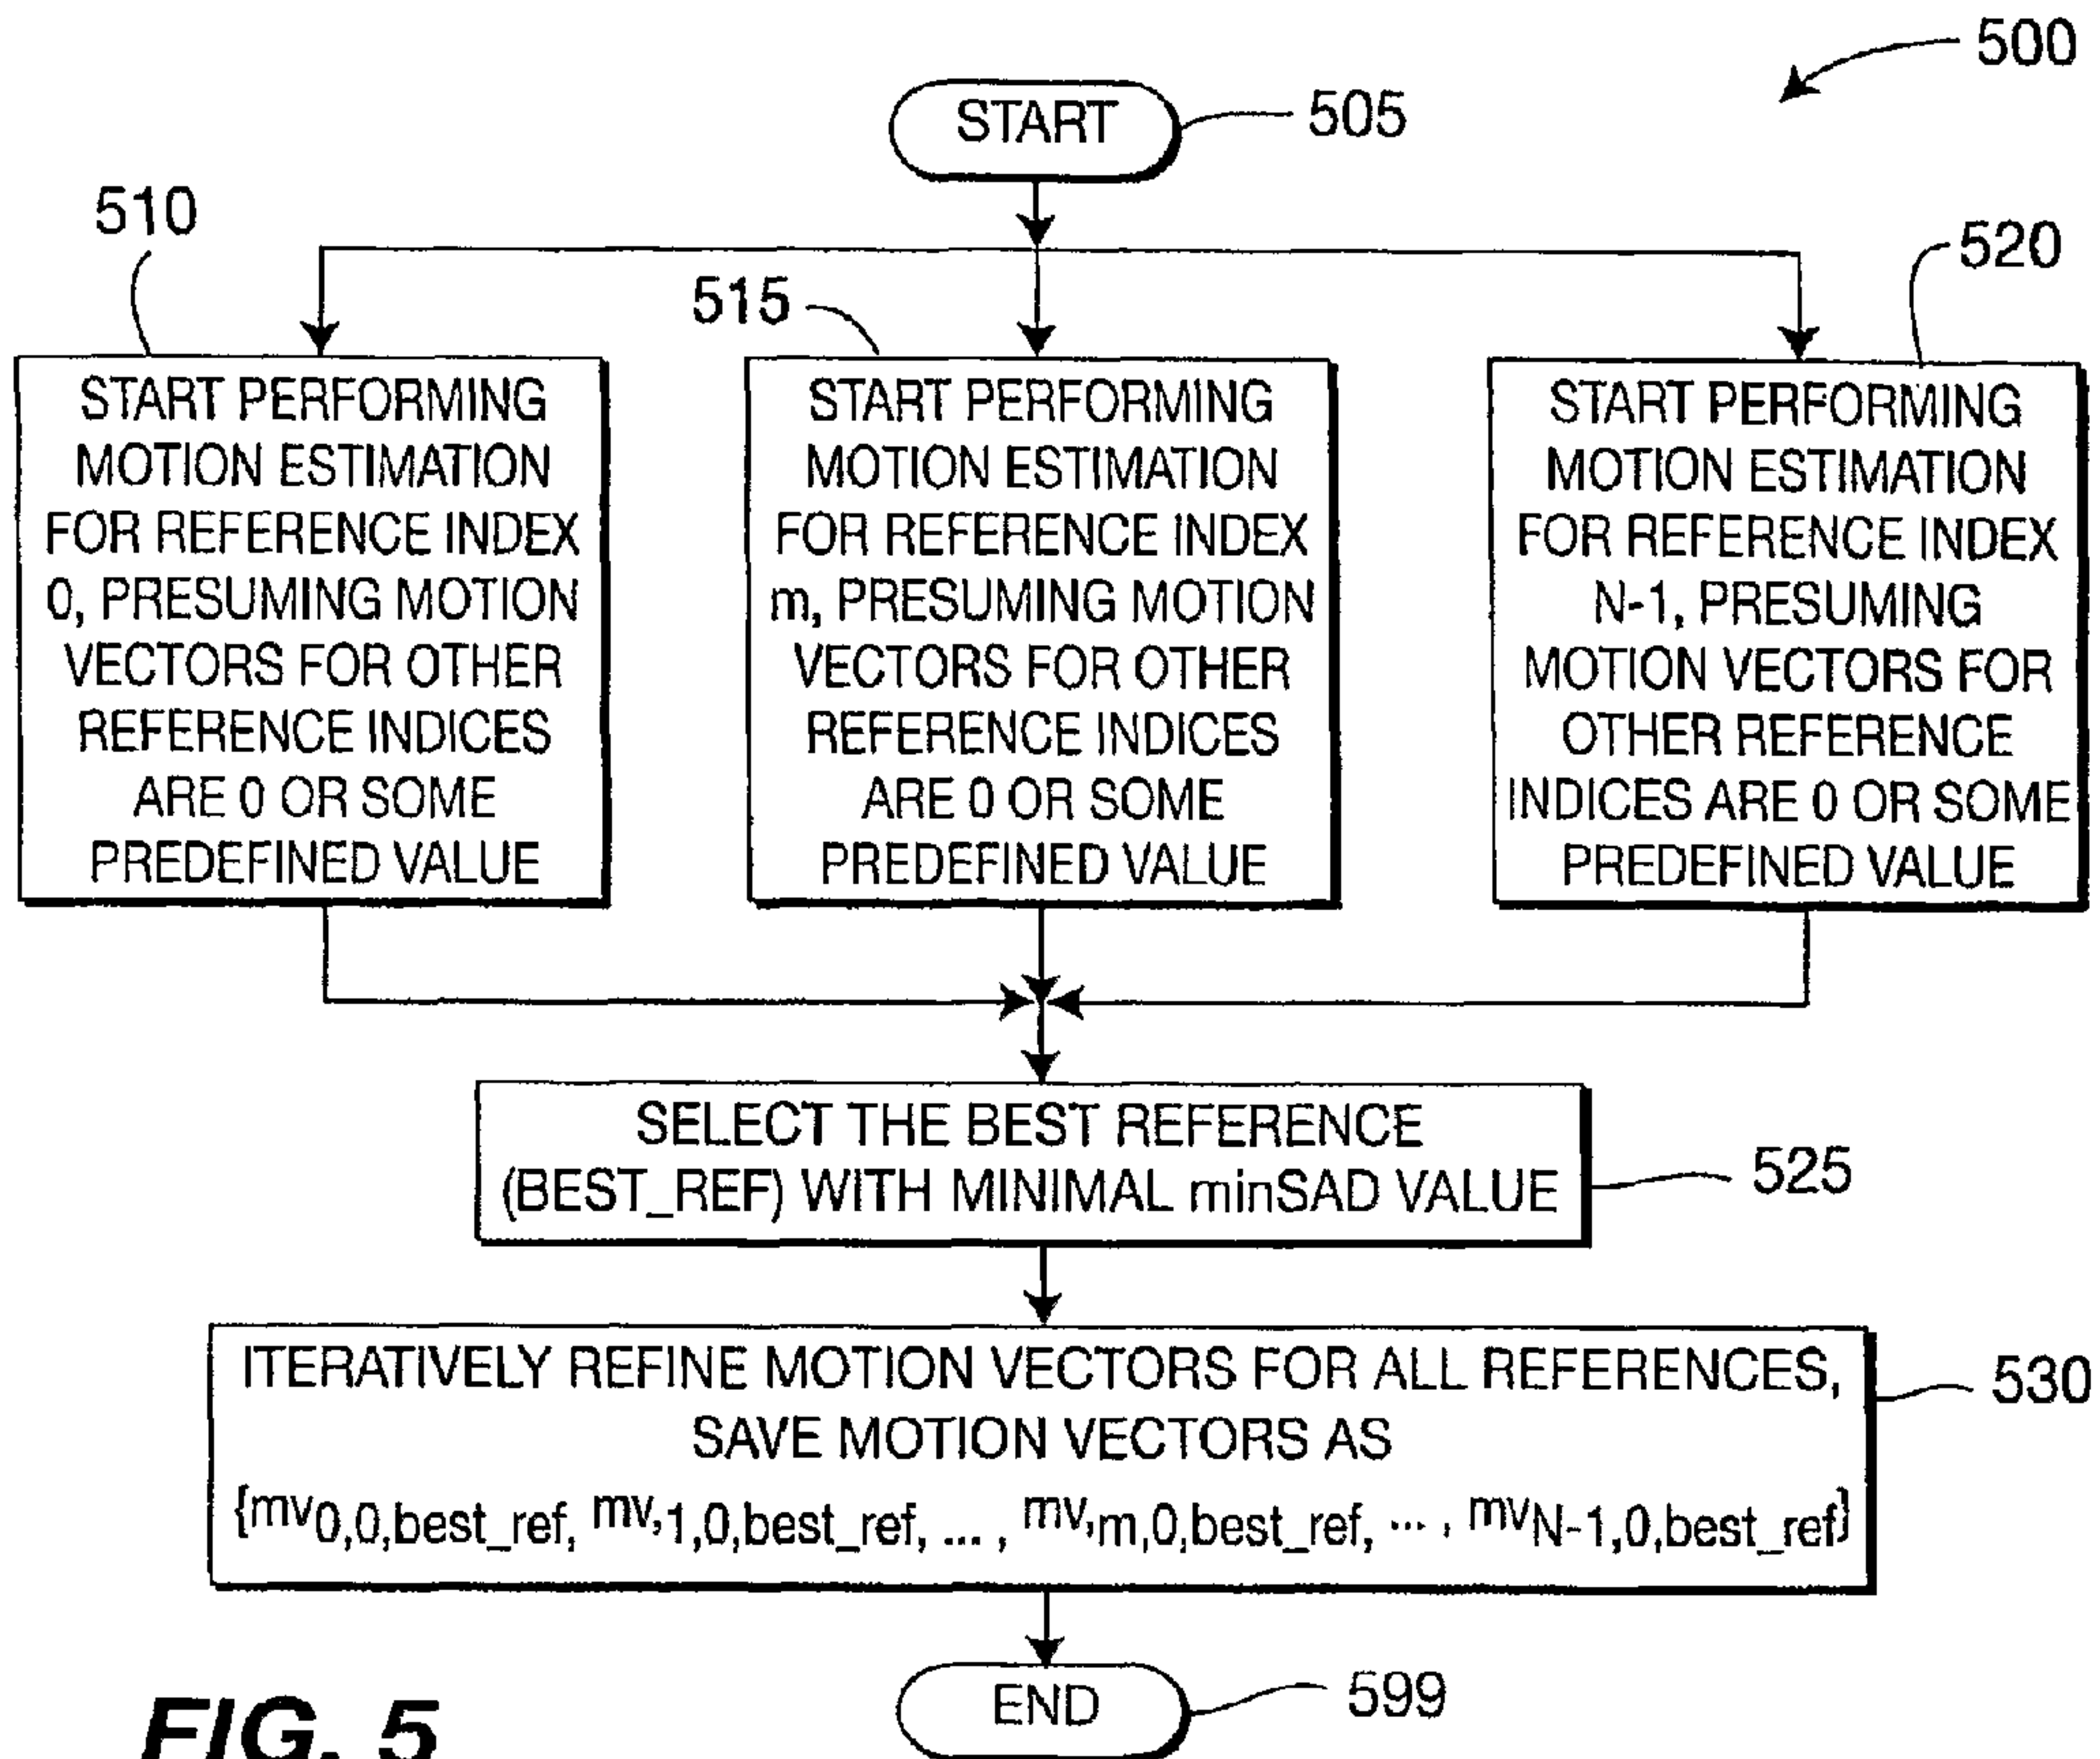 500
START
505
510
515
520
START PERFORMING
MOTION ESTIMATION
FOR REFERENCE INDEX
0, PRESUMING MOTION
VECTORS FOR OTHER
REFERENCE INDICES
ARE 0 OR SOME
PREDEFINED VALUE
START PERFORMING
MOTION ESTIMATION
FOR REFERENCE INDEX
m, PRESUMING MOTION
VECTORS FOR OTHER
REFERENCE INDICES
ARE 0 OR SOME
PREDEFINED VALUE
START PERFORMING
MOTION ESTIMATION
FOR REFERENCE INDEX
N-1, PRESUMING
MOTION VECTORS FOR
OTHER REFERENCE
INDICES ARE 0 OR SOME
PREDEFINED VALUE
SELECT THE BEST REFERENCE
(BEST_REF) WITH MINIMAL minSAD VALUE
525
ITERATIVELY REFINE MOTION VECTORS FOR ALL REFERENCES,
SAVE MOTION VECTORS AS
{mv0,0,best_ref, mv,1,0,best_ref, ... , mv,m,0,best_ref, ... , mvN-1,0,best_ref}
530
END
599
FIG. 5